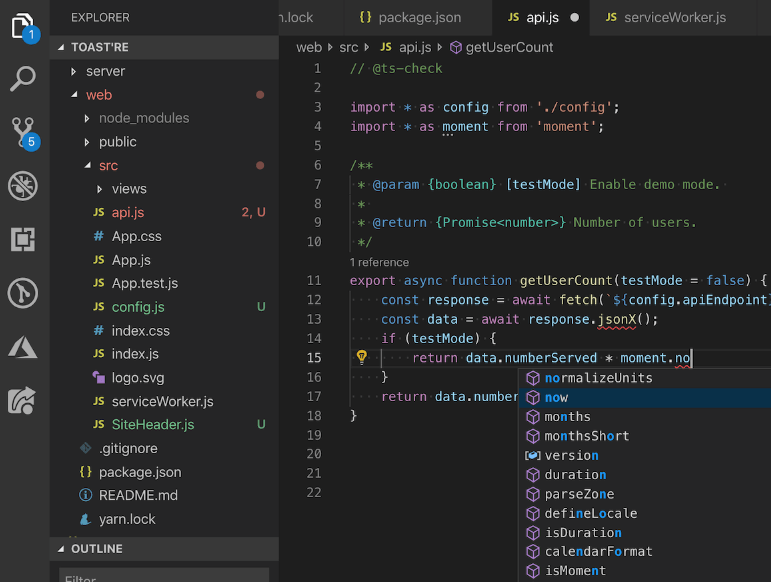 1
5
EXPLORER
TOAST'RE
server
web
node_modules
public
src
views
JS api.js 2, U
# App.css
JS App.js
JS App.test.js
JS config.js U
# index.css
JS index.js
logo.svg
JS serviceWorker.js
JS SiteHeader.js U
.gitignore
{ } package.json
README.md
yarn.lock
OUTLINE
Filter
rn.lock
{ } package.json
JS api.js
JS serviceWorker.js
web src JS api.js getUserCount
1 // @ts-check
2
3 import * as config from './config';
4 import * as moment from 'moment';
5
6 /**
7 * @param {boolean} [testMode] Enable demo mode.
8 *
9 * @return {Promise<number>} Number of users.
10 */
1 reference
11 export async function getUserCount(testMode = false) {
12 const response = await fetch(`${config.apiEndpoint}
13 const data = await response.jsonX();
14 if (testMode) {
15 return data.numberServed * moment.no
16 }
17 return data.number
18 }
19
20
21
22
normalizeUnits
now
months
monthsShort
version
duration
parseZone
defineLocale
isDuration
calendarFormat
isMoment